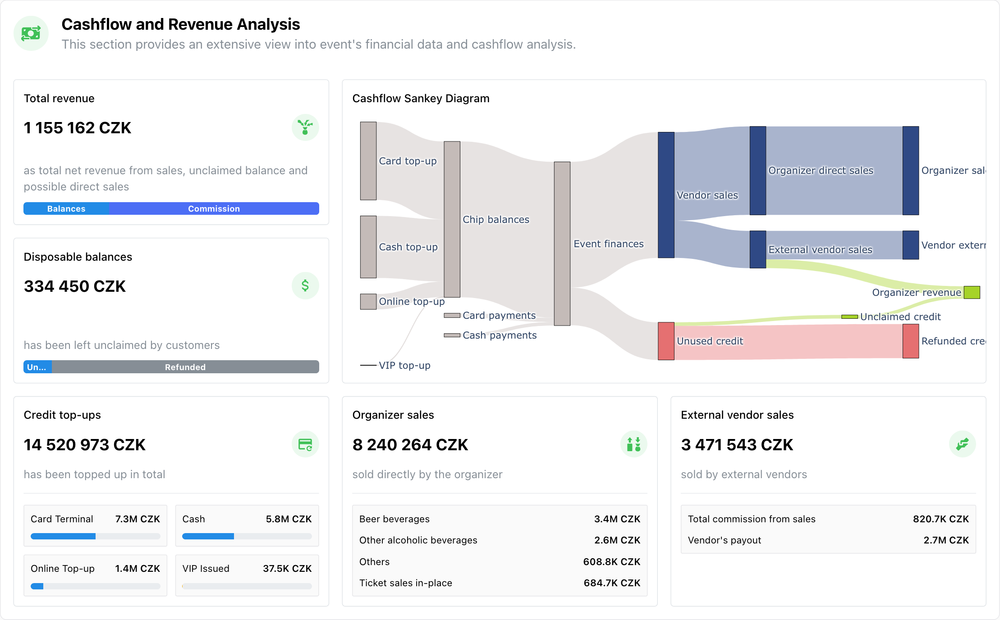 Cashflow and Revenue Analysis
This section provides an extensive view into event's financial data and cashflow analysis.
Total revenue
1 155 162 CZK
as total net revenue from sales, unclaimed balance and
possible direct sales
Balances
Commission
Disposable balances
334 450 CZK
$
has been left unclaimed by customers
Un...
Refunded
Cashflow Sankey Diagram
Card top-up
Cash top-up
Online top-up
VIP top-up
Chip balances
Card payments
Cash payments
Event finances
Vendor sales
Unused credit
Organizer direct sales
External vendor sales
Organizer sal
Vendor extern
Organizer revenue
Unclaimed credit
Refunded cre
Credit top-ups
14 520 973 CZK
has been topped up in total
Card Terminal 7.3M CZK
Cash 5.8M CZK
Online Top-up 1.4M CZK
VIP Issued 37.5K CZK
Organizer sales
8 240 264 CZK
sold directly by the organizer
Beer beverages 3.4M CZK
Other alcoholic beverages 2.6M CZK
Others 608.8K CZK
Ticket sales in-place 684.7K CZK
External vendor sales
3 471 543 CZK
sold by external vendors
Total commission from sales 820.7K CZK
Vendor's payout 2.7M CZK